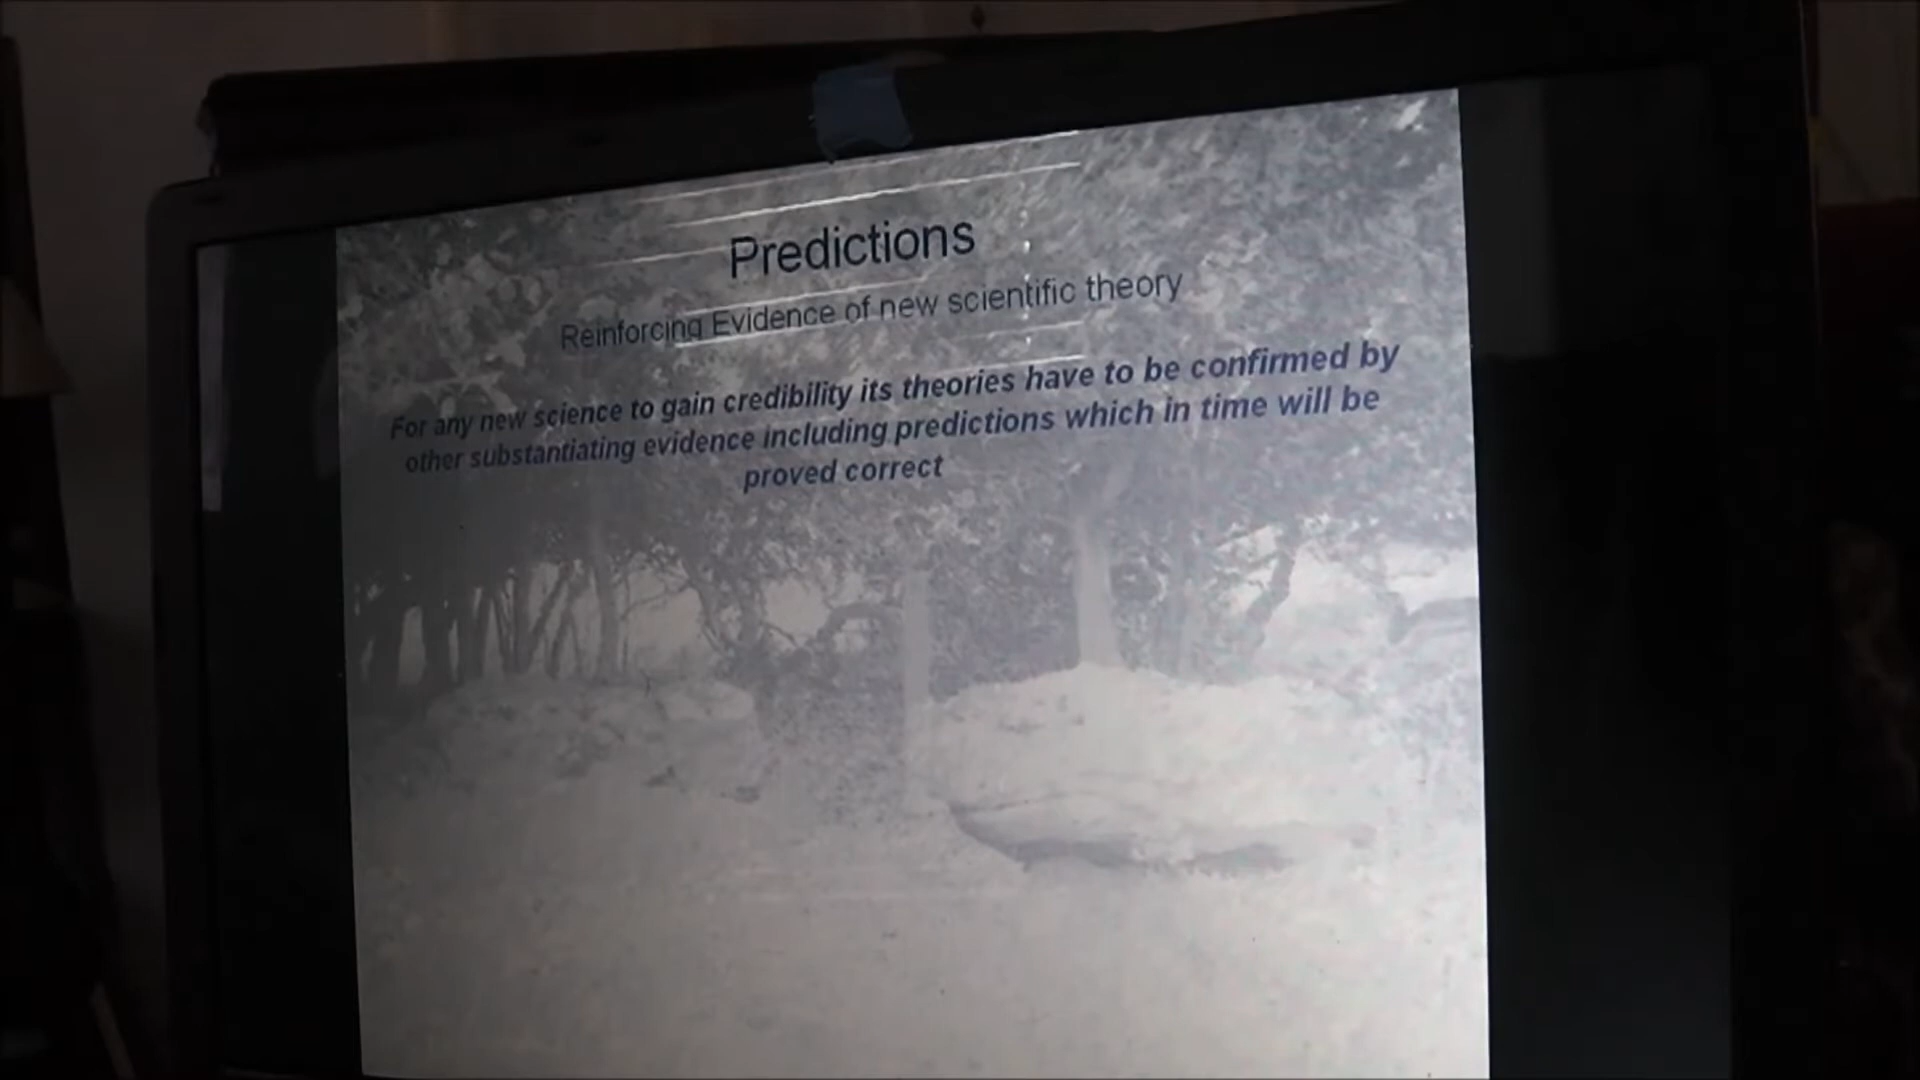 Predictions
Reinforcing Evidence of new scientific theory
For any new science to gain credibility its theories have to be confirmed by
other substantiating evidence including predictions which in time will be
proved correct